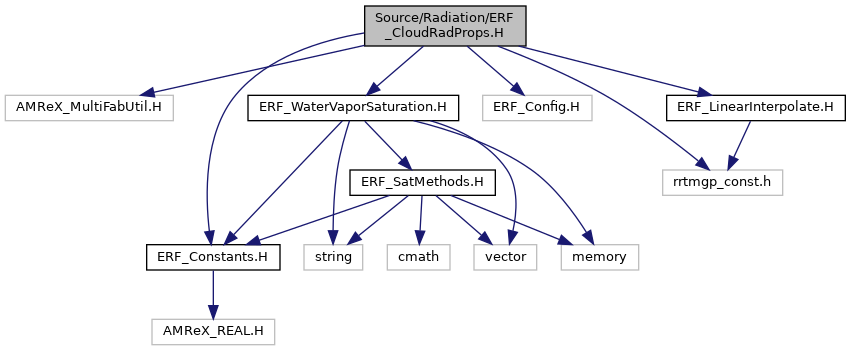 Source/Radiation/ERF
_CloudRadProps.H
AMReX_MultiFabUtil.H
ERF_WaterVaporSaturation.H
ERF_Config.H
ERF_LinearInterpolate.H
ERF_SatMethods.H
rrtmgp_const.h
ERF_Constants.H
string
cmath
vector
memory
AMReX_REAL.H